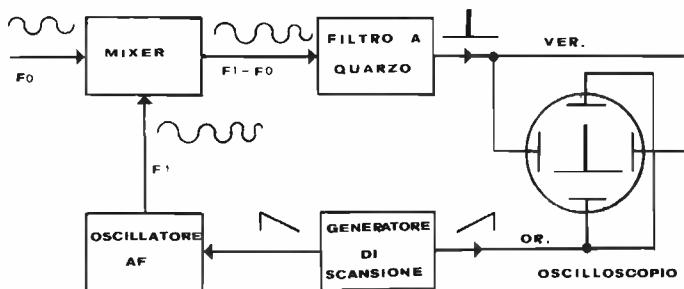 F0
MIXER
F1-F0
FILTRO A
QUARZO
VER.
F1
OSCILLATORE
AF
GENERATORE
DI
SCANSIONE
OR.
OSCILLOSCOPIO